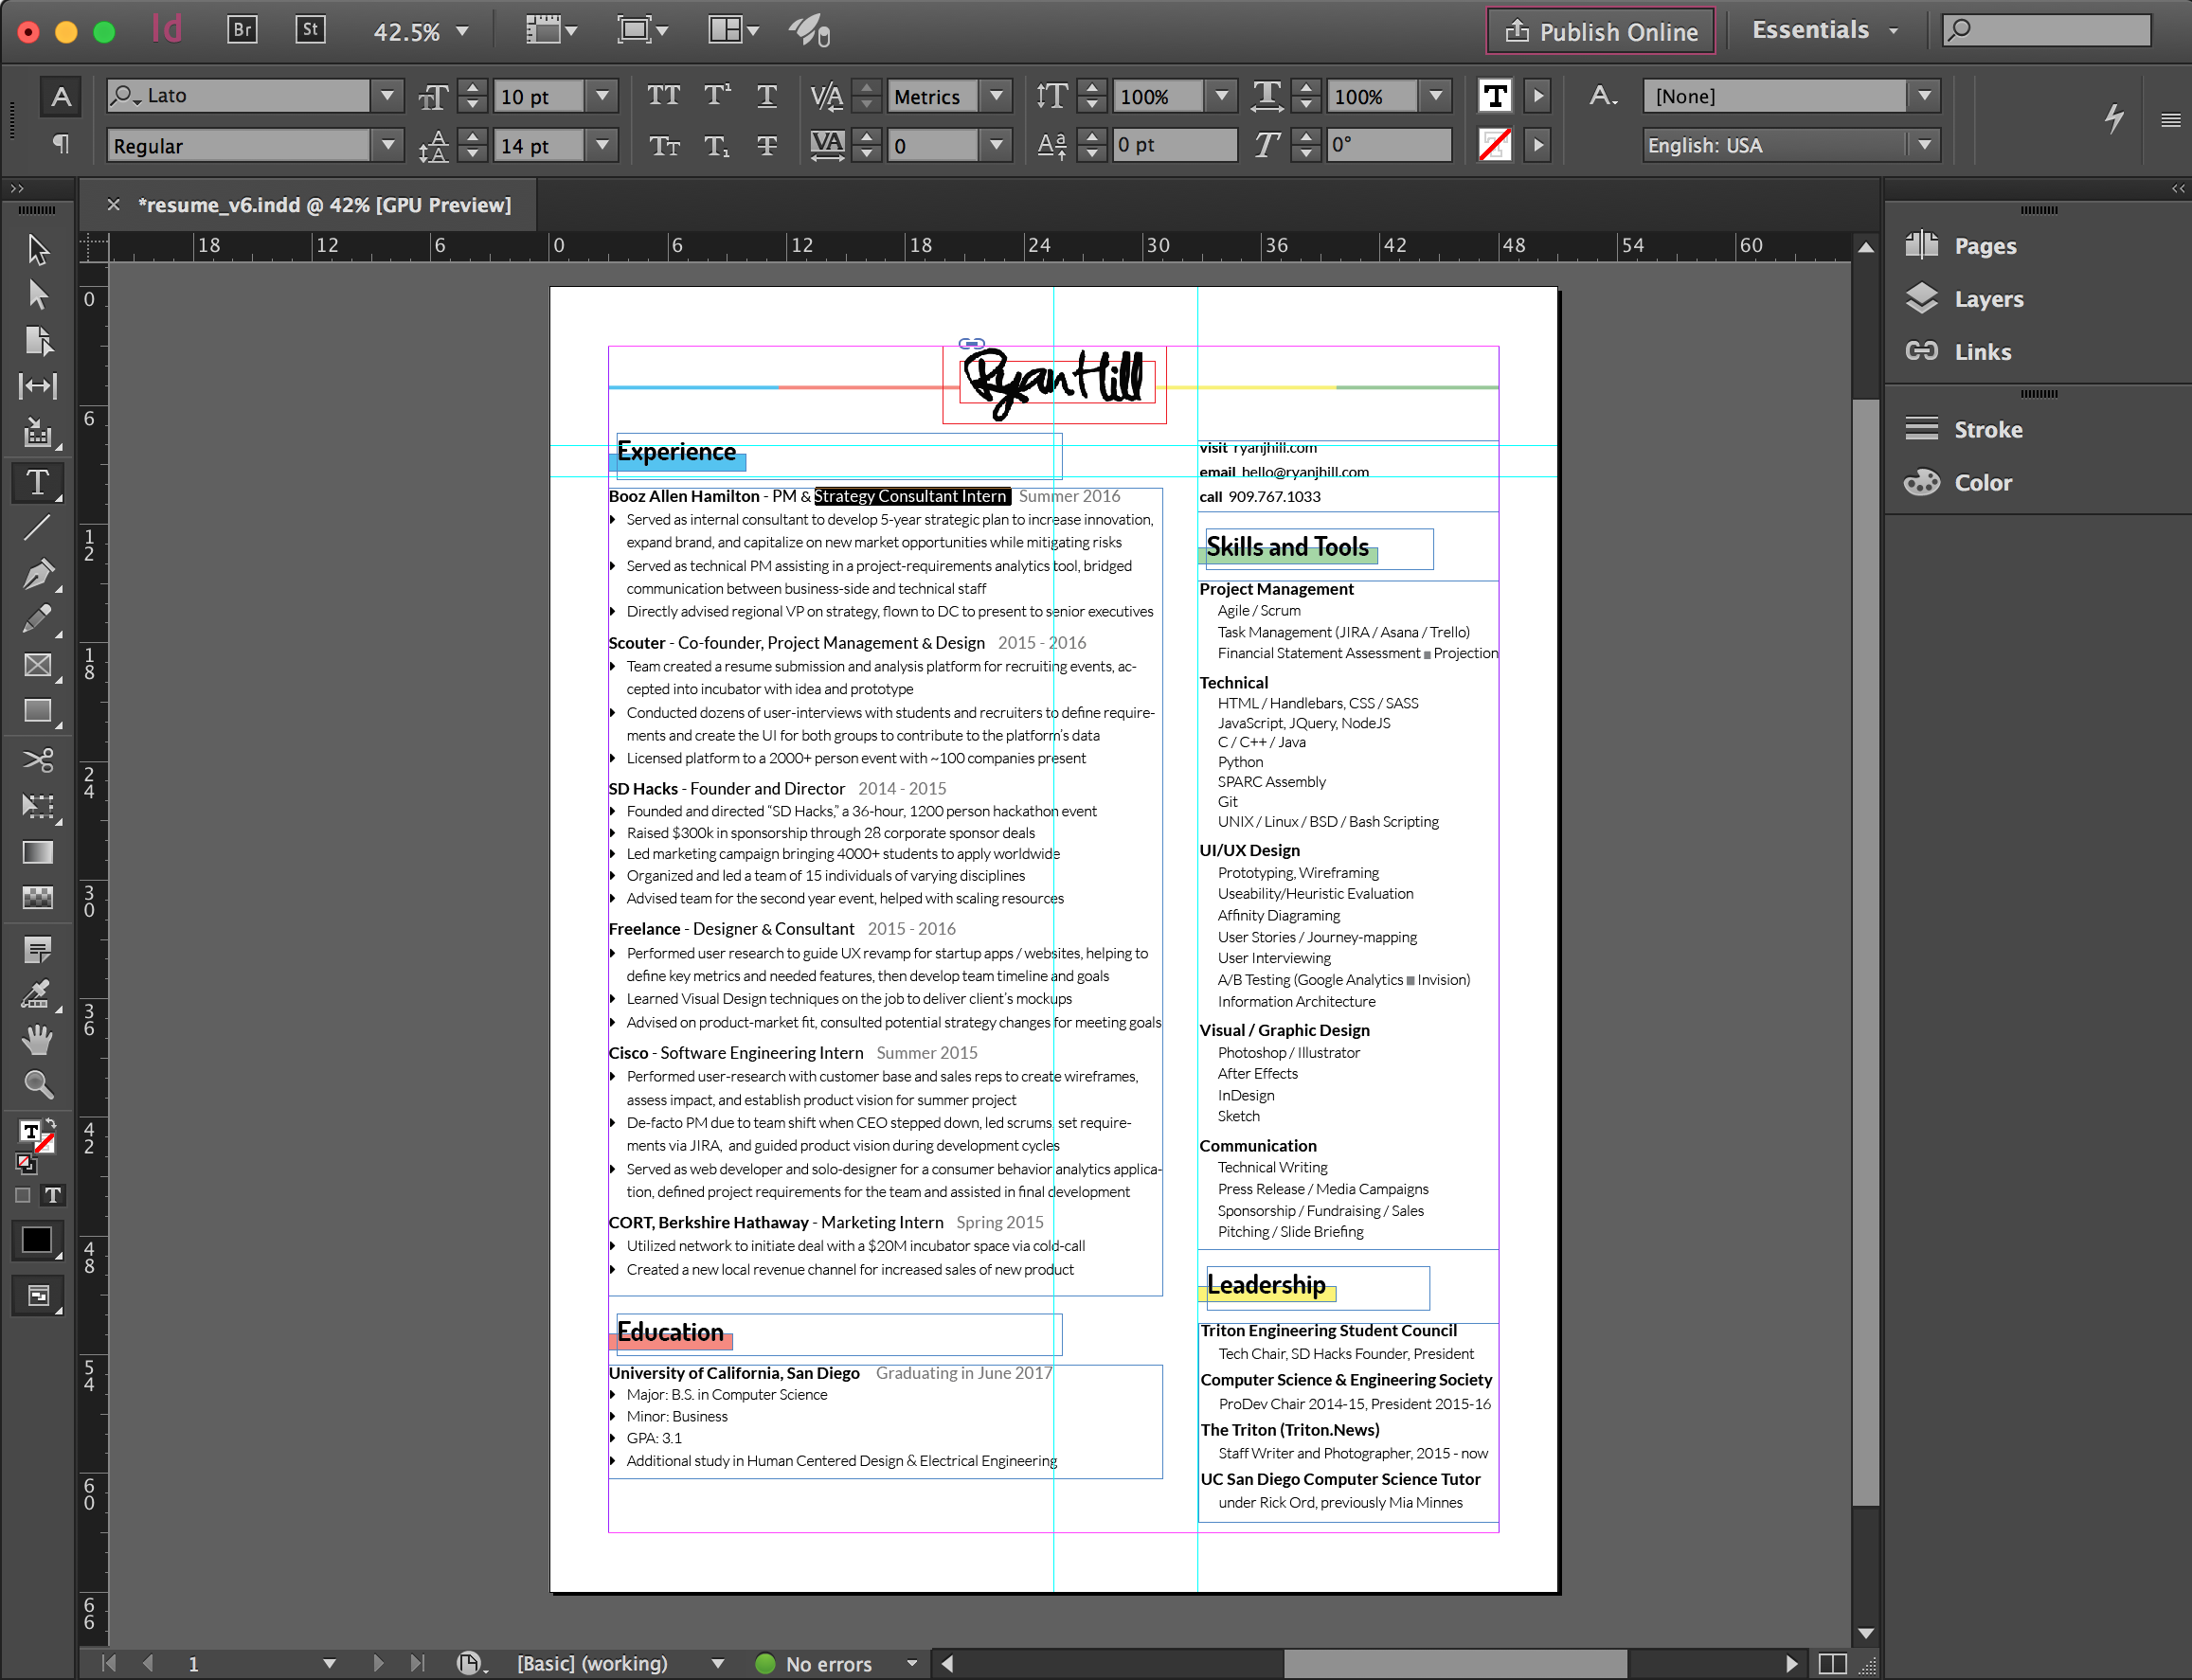 Id Br St 42.5% Publish Online Essentials
A Lato 10 pt TT T¹ T Metrics 100% 100% T A. [None]
¶ Regular 14 pt Tт T₁ T VA 0 0 pt T 0° English: USA
× *resume_v6.indd @ 42% [GPU Preview]
18 12 6 0 6 12 18 24 30 36 42 48 54 60
0
6
12
18
24
30
36
42
48
54
60
66
Pages
Layers
Links
Stroke
Color
Ryan Hill
Experience
Booz Allen Hamilton - PM & Strategy Consultant Intern Summer 2016
Served as internal consultant to develop 5-year strategic plan to increase innovation,
expand brand, and capitalize on new market opportunities while mitigating risks
Served as technical PM assisting in a project-requirements analytics tool, bridged
communication between business-side and technical staff
Directly advised regional VP on strategy, flown to DC to present to senior executives
Scouter - Co-founder, Project Management & Design 2015 - 2016
Team created a resume submission and analysis platform for recruiting events, ac-
cepted into incubator with idea and prototype
Conducted dozens of user-interviews with students and recruiters to define require-
ments and create the UI for both groups to contribute to the platform's data
Licensed platform to a 2000+ person event with ~100 companies present
SD Hacks - Founder and Director 2014 - 2015
Founded and directed “SD Hacks,” a 36-hour, 1200 person hackathon event
Raised $300k in sponsorship through 28 corporate sponsor deals
Led marketing campaign bringing 4000+ students to apply worldwide
Organized and led a team of 15 individuals of varying disciplines
Advised team for the second year event, helped with scaling resources
Freelance - Designer & Consultant 2015 - 2016
Performed user research to guide UX revamp for startup apps / websites, helping to
define key metrics and needed features, then develop team timeline and goals
Learned Visual Design techniques on the job to deliver client's mockups
Advised on product-market fit, consulted potential strategy changes for meeting goals
Cisco - Software Engineering Intern Summer 2015
Performed user-research with customer base and sales reps to create wireframes,
assess impact, and establish product vision for summer project
De-facto PM due to team shift when CEO stepped down, led scrums, set require-
ments via JIRA, and guided product vision during development cycles
Served as web developer and solo-designer for a consumer behavior analytics applica-
tion, defined project requirements for the team and assisted in final development
CORT, Berkshire Hathaway - Marketing Intern Spring 2015
Utilized network to initiate deal with a $20M incubator space via cold-call
Created a new local revenue channel for increased sales of new product
Education
University of California, San Diego Graduating in June 2017
Major: B.S. in Computer Science
Minor: Business
GPA: 3.1
Additional study in Human Centered Design & Electrical Engineering
visit ryanjhill.com
email hello@ryanjhill.com
call 909.767.1033
Skills and Tools
Project Management
Agile / Scrum
Task Management (JIRA / Asana / Trello)
Financial Statement Assessment Projection
Technical
HTML / Handlebars, CSS / SASS
JavaScript, JQuery, NodeJS
C / C++ / Java
Python
SPARC Assembly
Git
UNIX / Linux / BSD / Bash Scripting
UI/UX Design
Prototyping, Wireframing
Useability/Heuristic Evaluation
Affinity Diagraming
User Stories / Journey-mapping
User Interviewing
A/B Testing (Google Analytics Invision)
Information Architecture
Visual / Graphic Design
Photoshop / Illustrator
After Effects
InDesign
Sketch
Communication
Technical Writing
Press Release / Media Campaigns
Sponsorship / Fundraising / Sales
Pitching / Slide Briefing
Leadership
Triton Engineering Student Council
Tech Chair, SD Hacks Founder, President
Computer Science & Engineering Society
ProDev Chair 2014-15, President 2015-16
The Triton (Triton.News)
Staff Writer and Photographer, 2015 - now
UC San Diego Computer Science Tutor
under Rick Ord, previously Mia Minnes
1 [Basic] (working) No errors